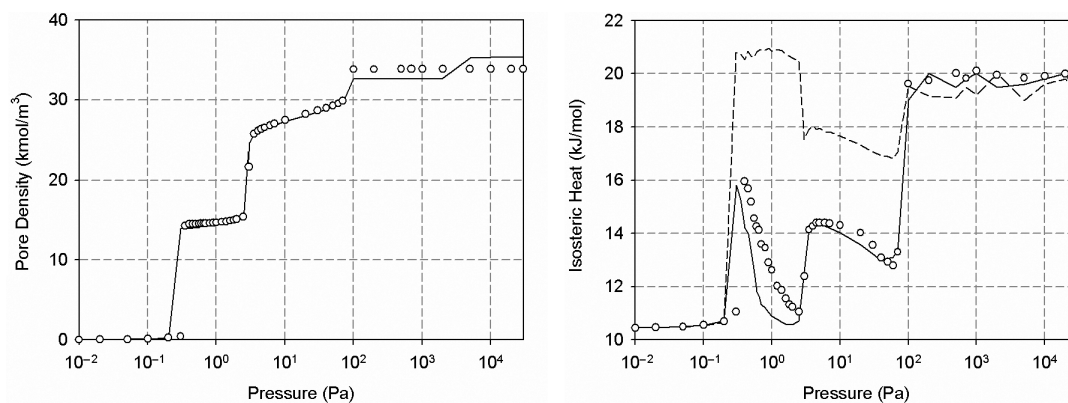 40
30
20
10
0
Pore Density (kmol/m³)
10⁻² 10⁻¹ 10⁰ 10¹ 10² 10³ 10⁴
Pressure (Pa)
22
20
18
16
14
12
10
Isosteric Heat (kJ/mol)
10⁻² 10⁻¹ 10⁰ 10¹ 10² 10³ 10⁴
Pressure (Pa)